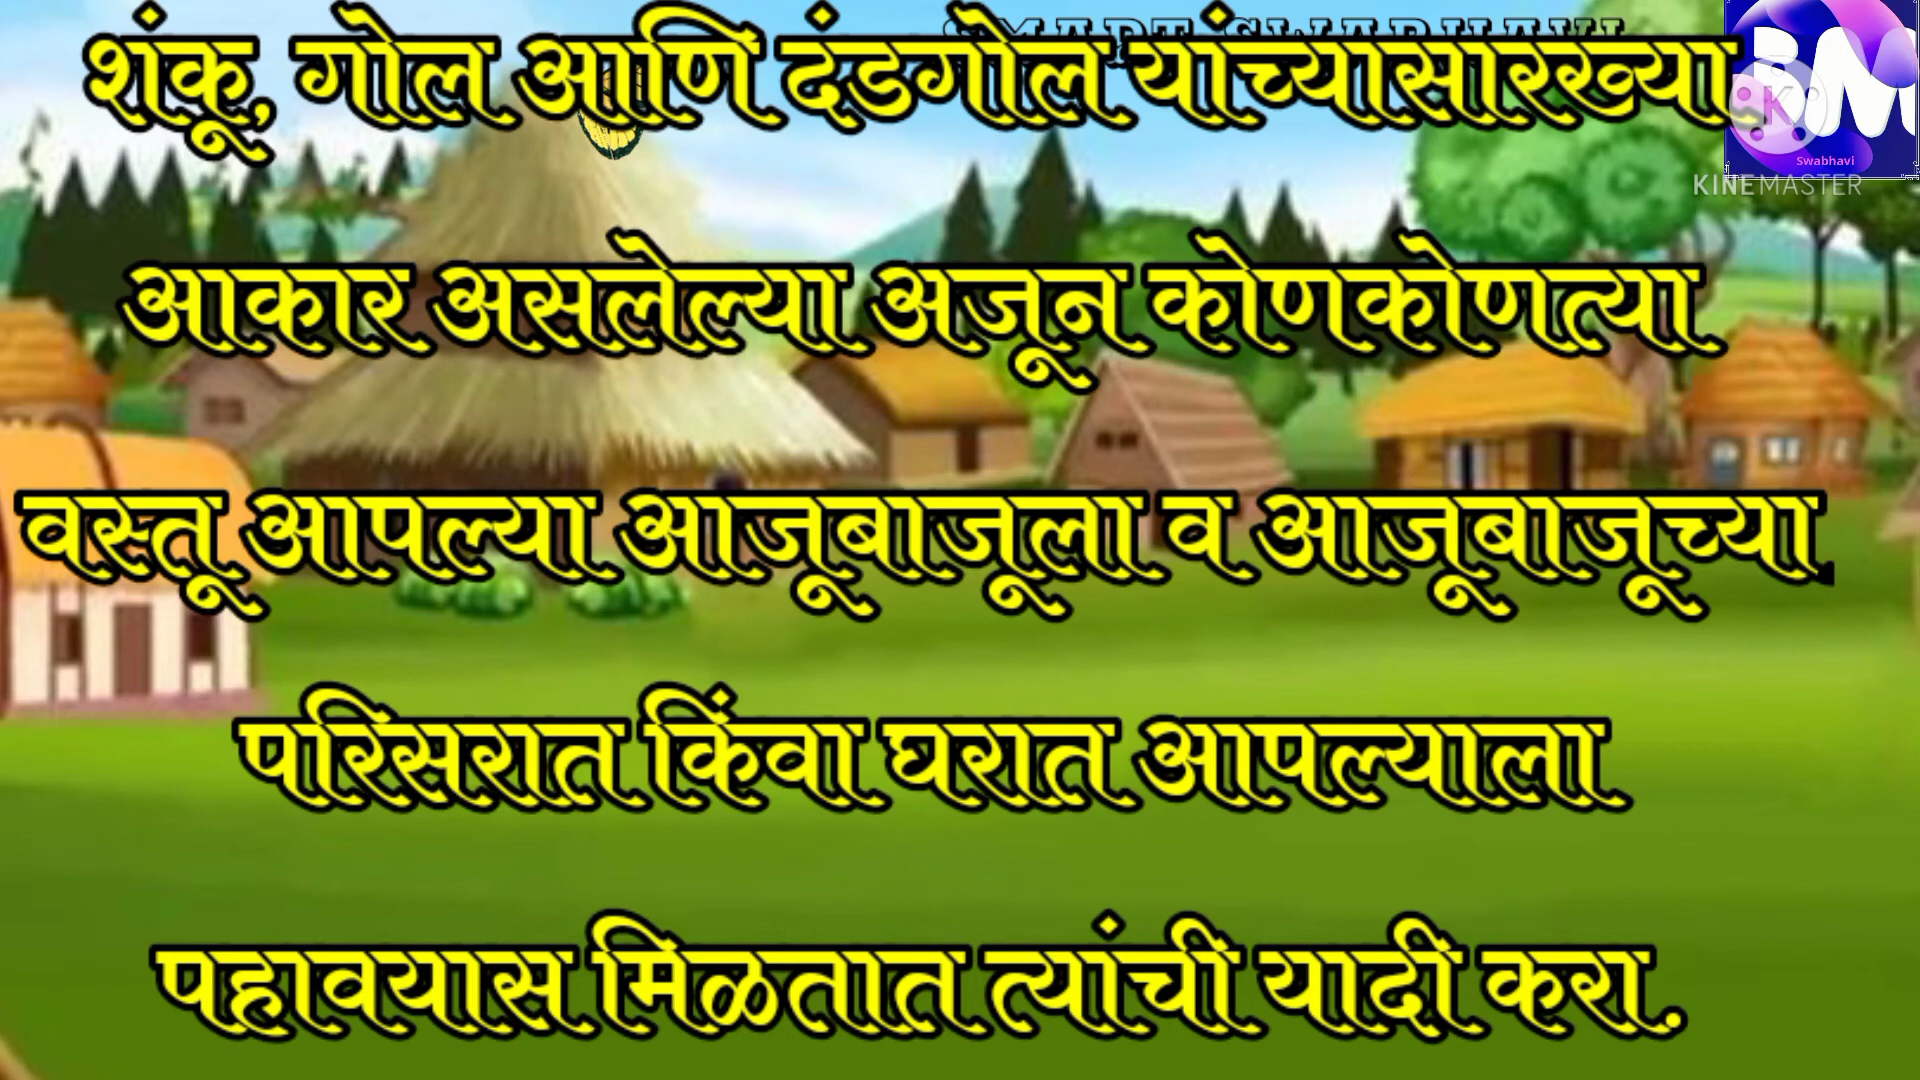 शंकू, गोल आणि दंडगोल यांच्यासारख्या
आकार असलेल्या अजून कोणकोणत्या
वस्तू आपल्या आजूबाजूला व आजूबाजूच्या
परिसरात किंवा घरात आपल्याला
पहावयास मिळतात त्यांची यादी करा.
Swabhavi
KINEMASTER